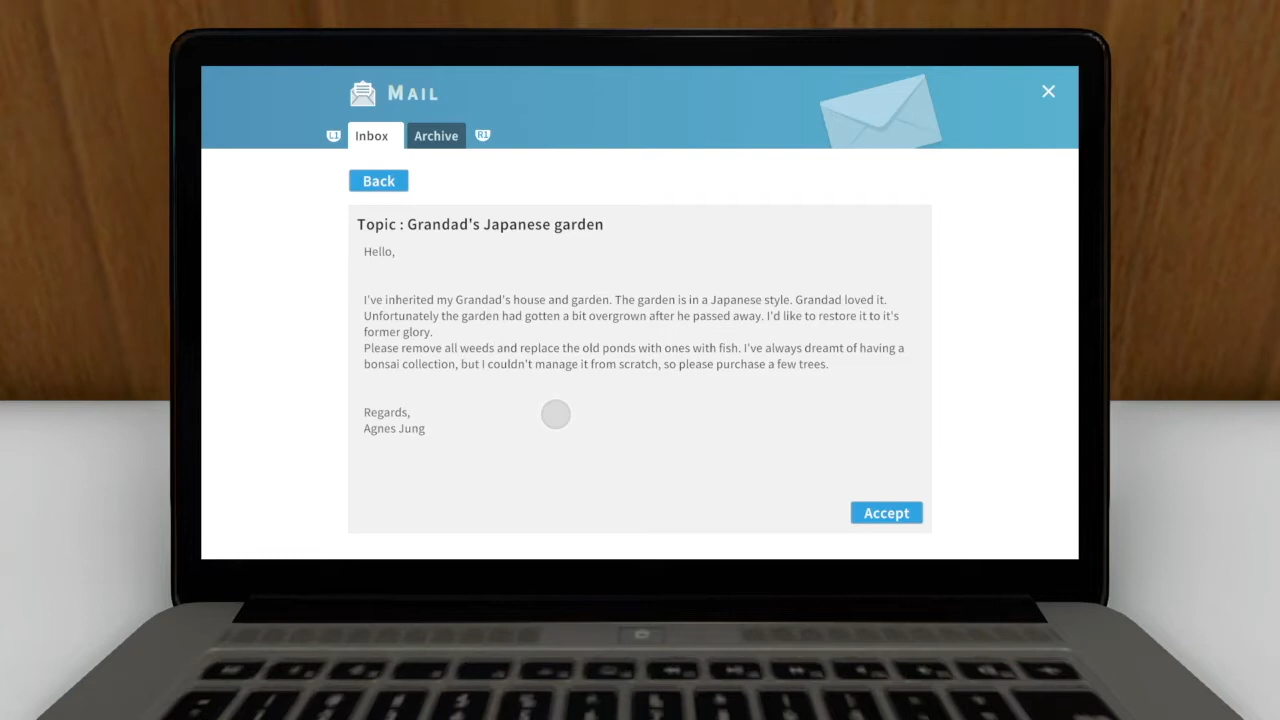 MAIL
L1 Inbox Archive R1
Back
Topic : Grandad's Japanese garden
Hello,
I've inherited my Grandad's house and garden. The garden is in a Japanese style. Grandad loved it.
Unfortunately the garden had gotten a bit overgrown after he passed away. I'd like to restore it to it's
former glory.
Please remove all weeds and replace the old ponds with ones with fish. I've always dreamt of having a
bonsai collection, but I couldn't manage it from scratch, so please purchase a few trees.
Regards,
Agnes Jung
Accept